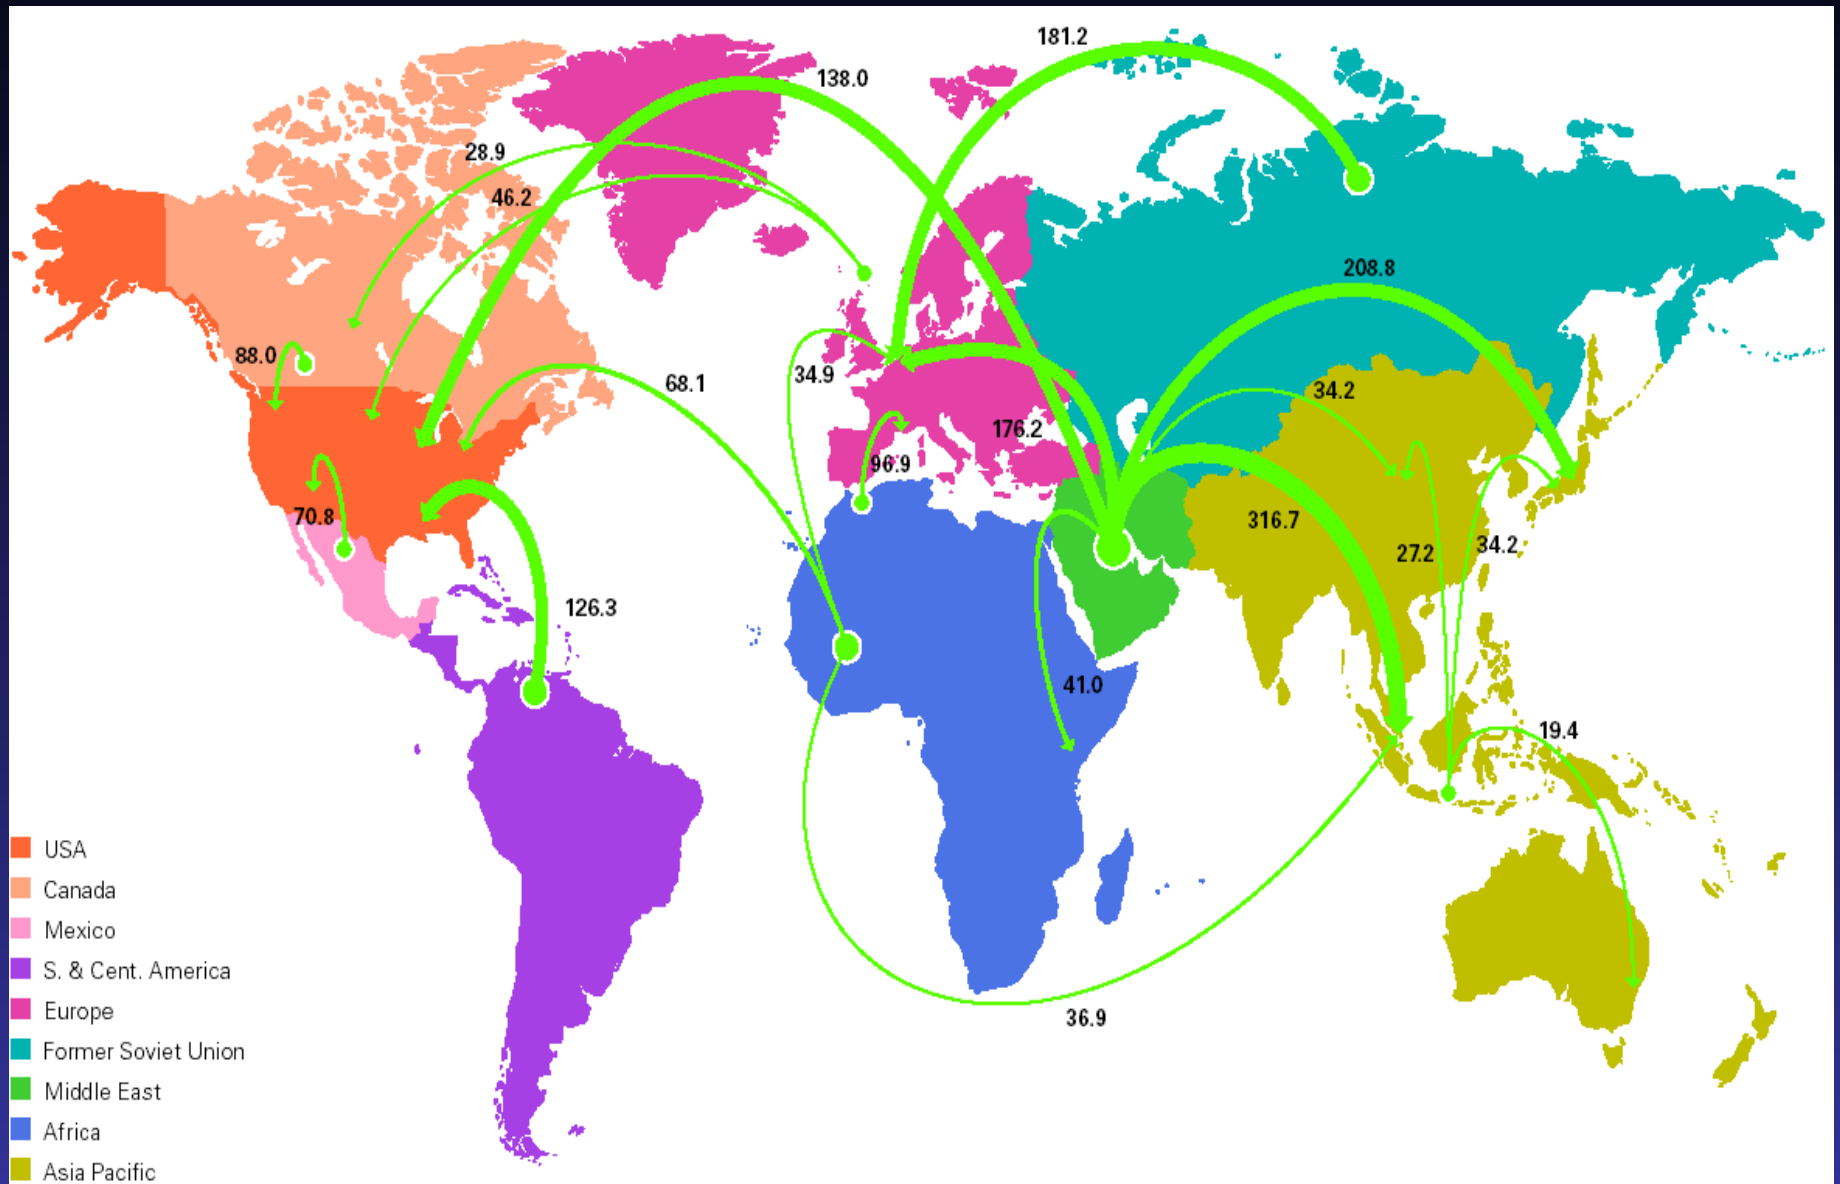 181.2
138.0
28.9
46.2
208.8
88.0
34.9
68.1
34.2
176.2
96.9
70.8
316.7
27.2
34.2
126.3
41.0
19.4
36.9
USA
Canada
Mexico
S. & Cent. America
Europe
Former Soviet Union
Middle East
Africa
Asia Pacific